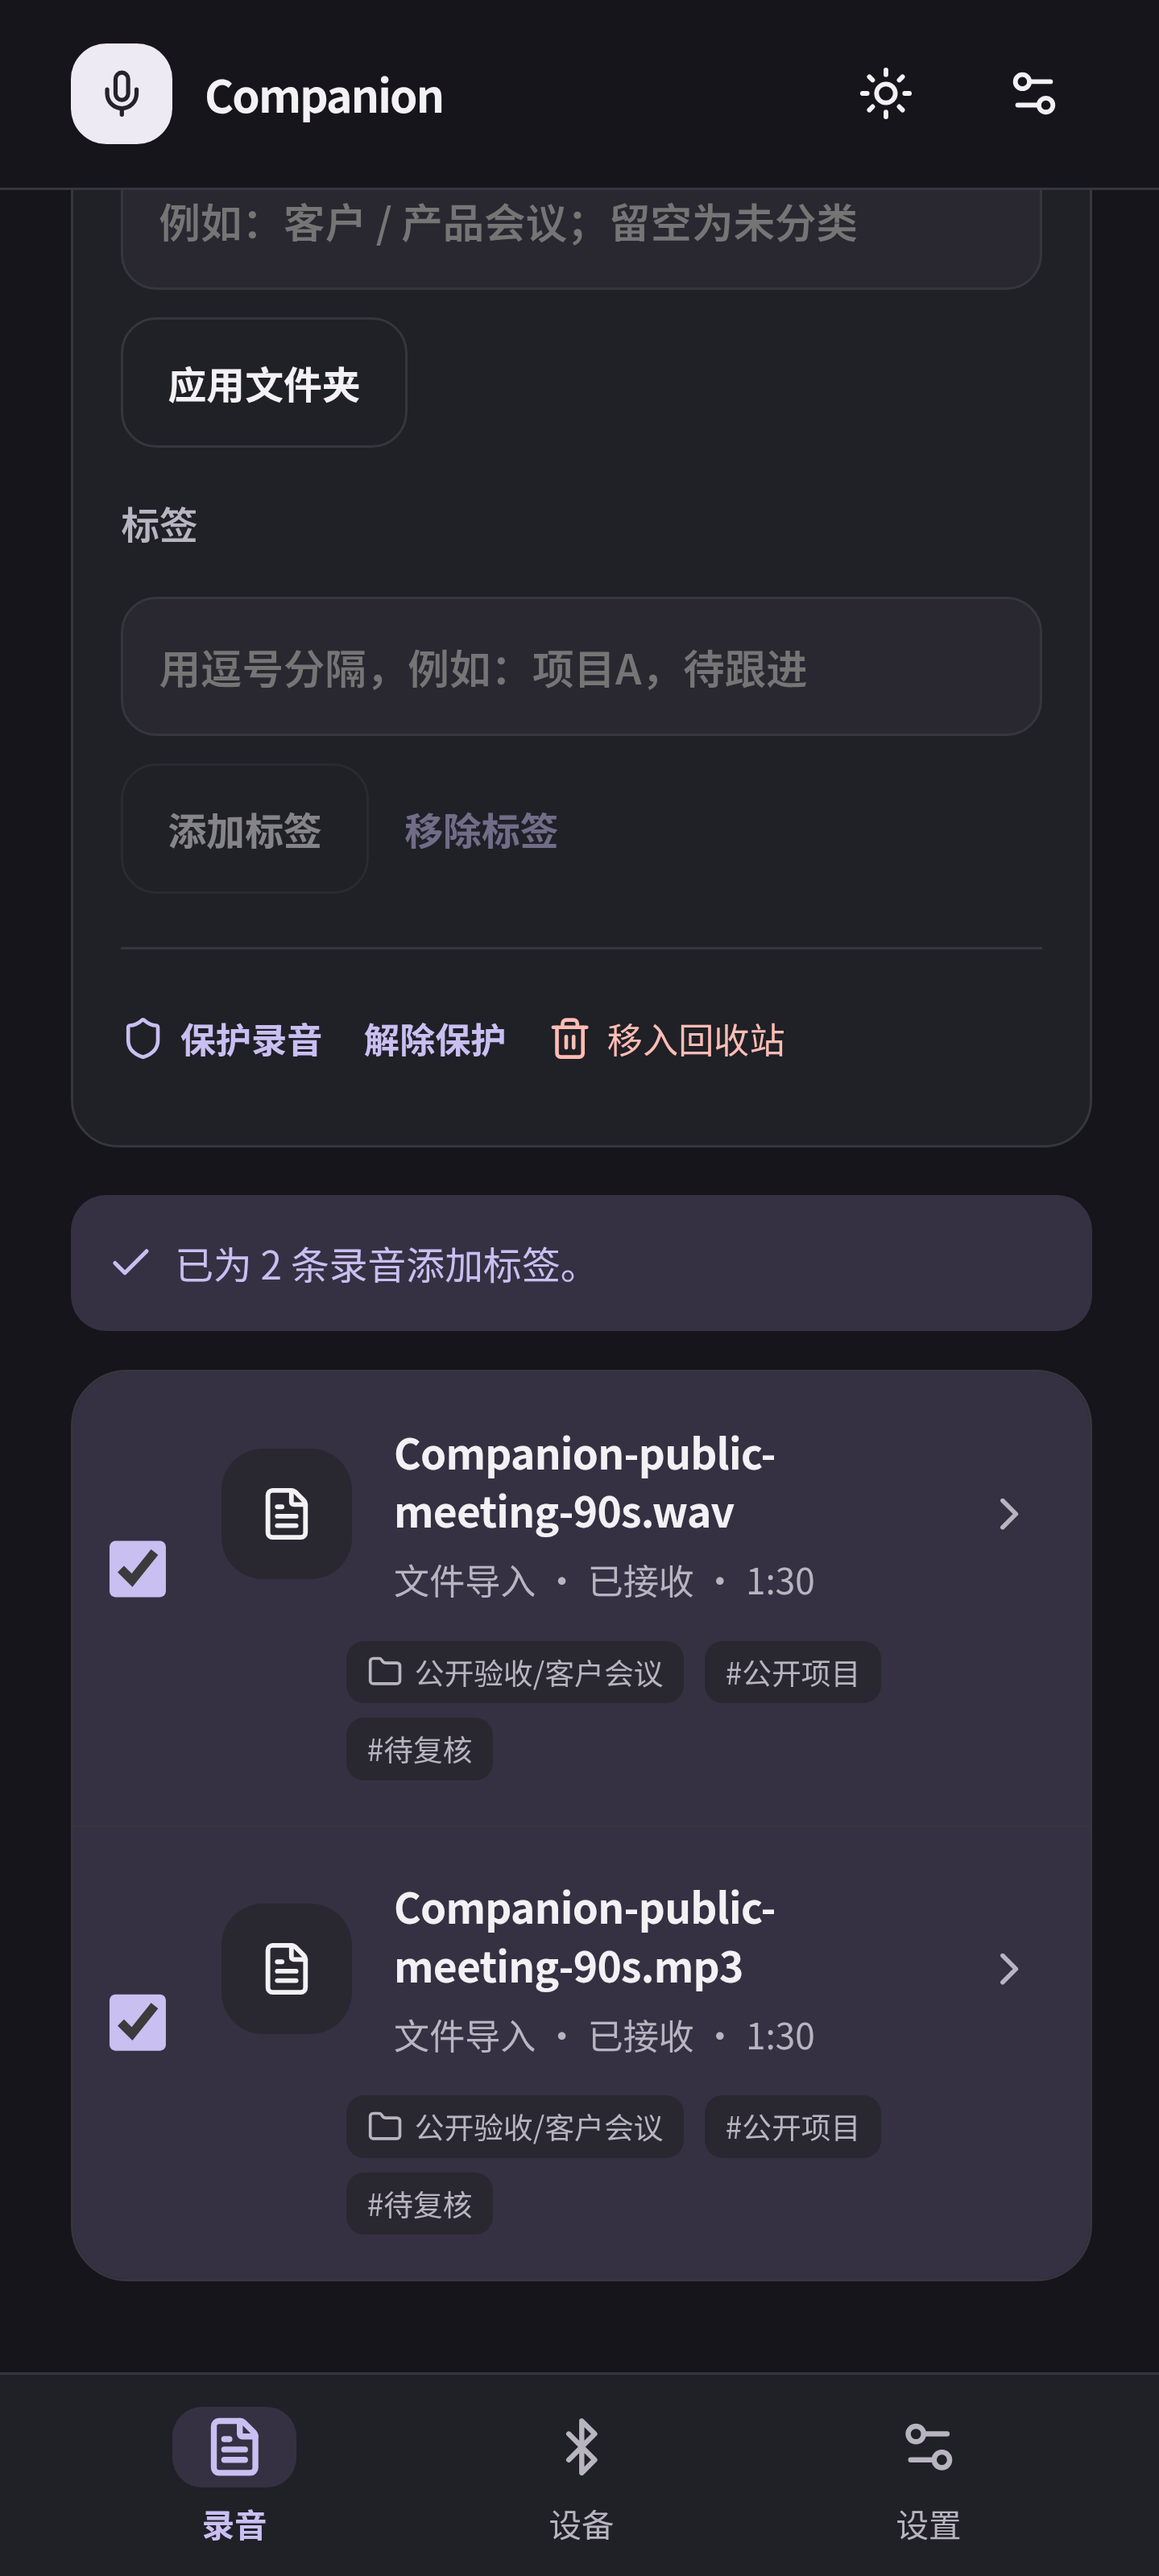 Companion
例如：客户 / 产品会议；留空为未分类
应用文件夹
标签
用逗号分隔，例如：项目A，待跟进
添加标签 移除标签
保护录音 解除保护 移入回收站
已为 2 条录音添加标签。
Companion-public-
meeting-90s.wav
文件导入 · 已接收 · 1:30
公开验收/客户会议 #公开项目
#待复核
Companion-public-
meeting-90s.mp3
文件导入 · 已接收 · 1:30
公开验收/客户会议 #公开项目
#待复核
录音 设备 设置